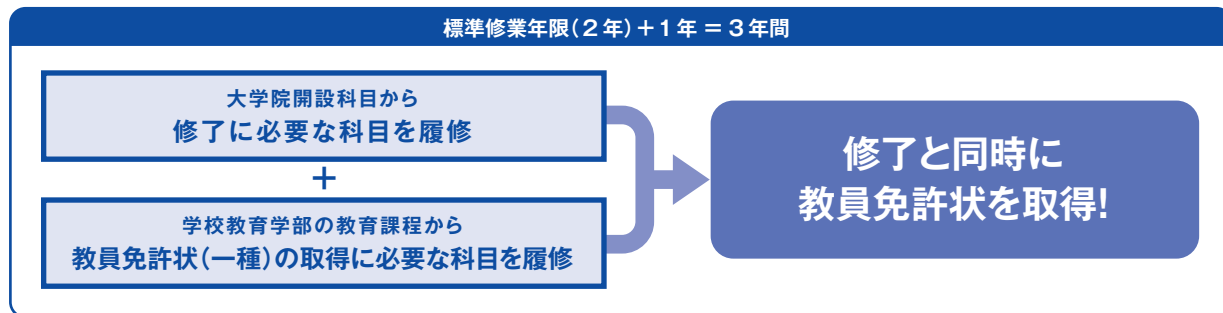 標準修業年限(2年)+1年=3年間
大学院開設科目から
修了に必要な科目を履修
+
学校教育学部の教育課程から
教員免許状(一種)の取得に必要な科目を履修
修了と同時に
教員免許状を取得!